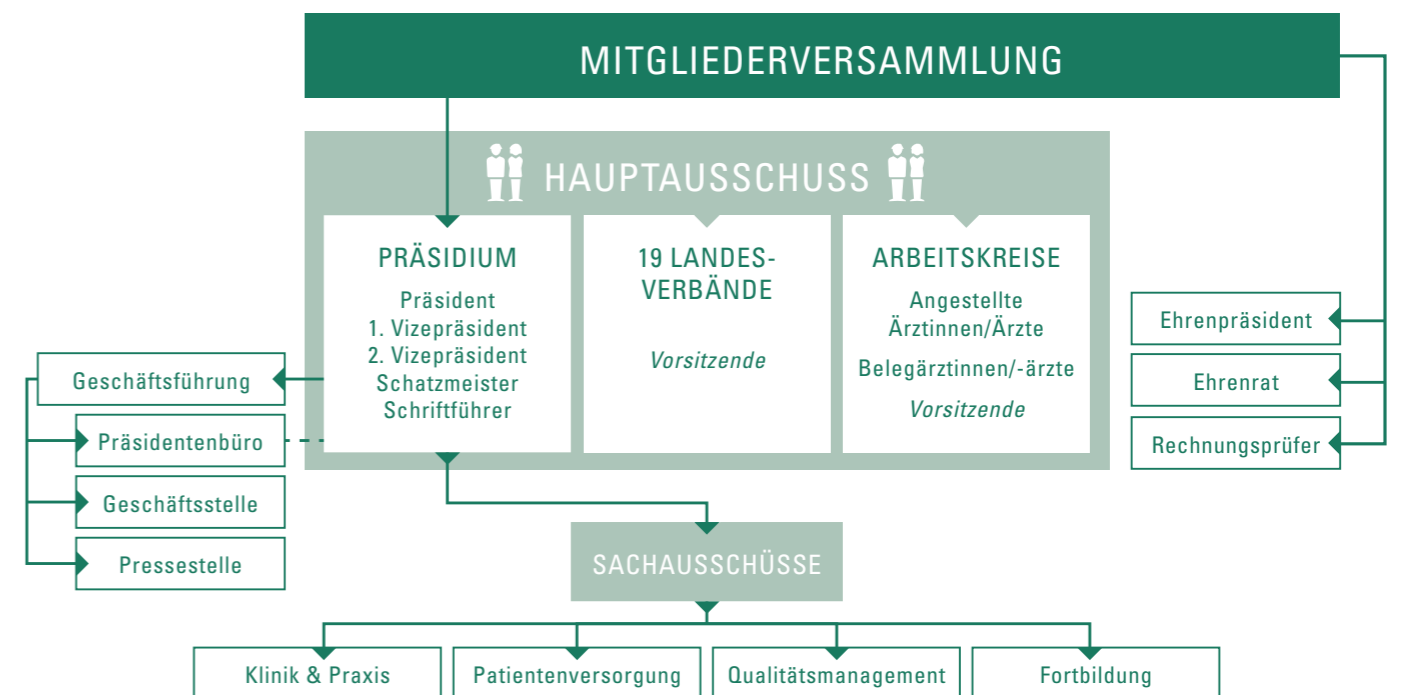 MITGLIEDERVERSAMMLUNG
HAUPTAUSSCHUSS
PRÄSIDIUM
Präsident
1. Vizepräsident
2. Vizepräsident
Schatzmeister
Schriftführer
19 LANDES-
VERBÄNDE
Vorsitzende
ARBEITSKREISE
Angestellte
Ärztinnen/Ärzte
Belegärztinnen/-ärzte
Vorsitzende
Ehrenpräsident
Ehrenrat
Rechnungsprüfer
Geschäftsführung
Präsidentenbüro
Geschäftsstelle
Pressestelle
SACHAUSSCHÜSSE
Klinik & Praxis
Patientenversorgung
Qualitätsmanagement
Fortbildung